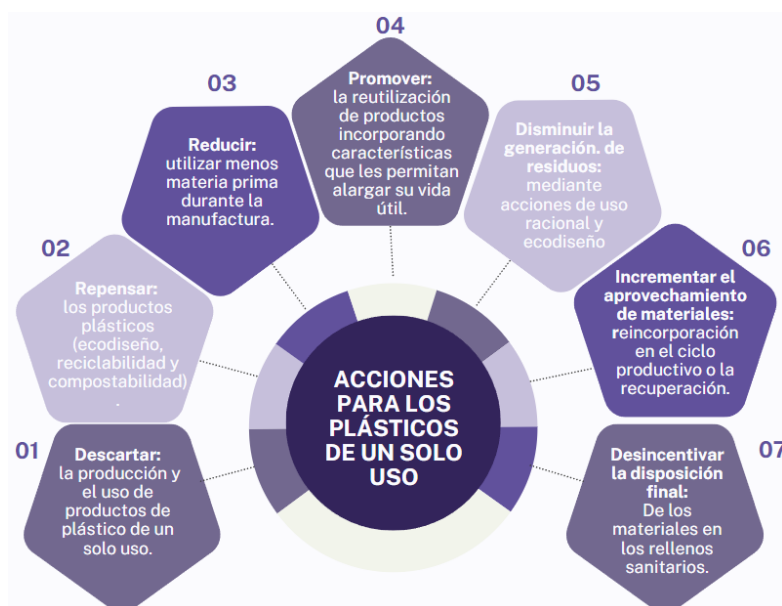 ACCIONES
PARA LOS
PLÁSTICOS
DE UN SOLO
USO
01
Descartar:
la producción y
el uso de
productos de
plástico de un
solo uso.
02
Repensar:
los productos
plásticos
(ecodiseño,
reciclabilidad y
compostabilidad)
.
03
Reducir:
utilizar menos
materia prima
durante la
manufactura.
04
Promover:
la reutilización
de productos
incorporando
características
que les permitan
alargar su vida
útil.
05
Disminuir la
generación. de
residuos:
mediante
acciones de uso
racional y
ecodiseño
06
Incrementar el
aprovechamiento
de materiales:
reincorporación
en el ciclo
productivo o la
recuperación.
07
Desincentivar
la disposición
final:
De los
materiales en
los rellenos
sanitarios.